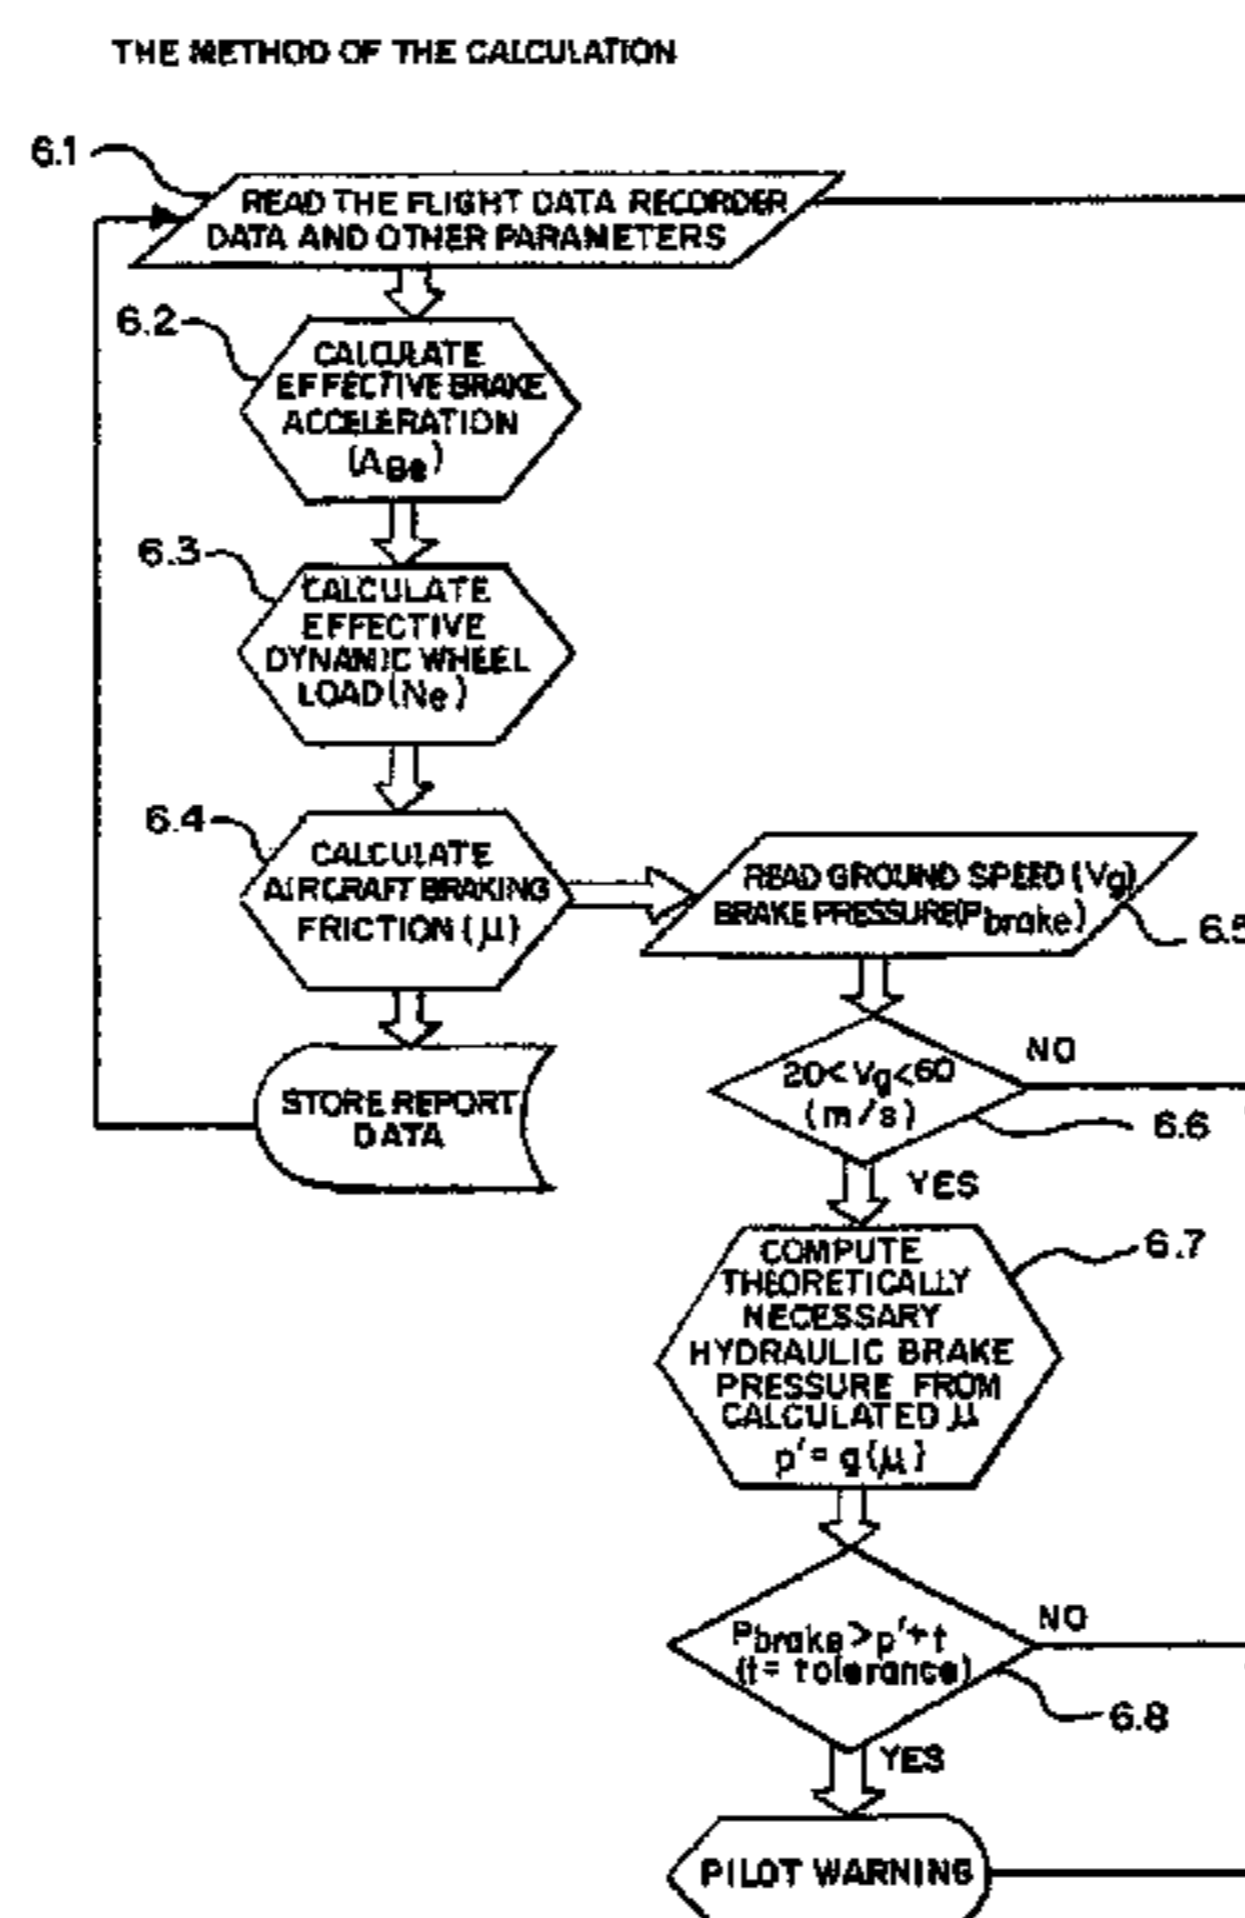 THE METHOD OF THE CALCULATION
6.1
READ THE FLIGHT DATA RECORDER
DATA AND OTHER PARAMETERS
6.2
CALCULATE
EFFECTIVE BRAKE
ACCELERATION
(ABe)
6.3
CALCULATE
EFFECTIVE
DYNAMIC WHEEL
LOAD (Ne)
6.4
CALCULATE
AIRCRAFT BRAKING
FRICTION (μ)
READ GROUND SPEED (Vg)
BRAKE PRESSURE (Pbrake)
6.5
STORE REPORT
DATA
20<Vg<60
(m/s)
NO
6.6
YES
COMPUTE
THEORETICALLY
NECESSARY
HYDRAULIC BRAKE
PRESSURE FROM
CALCULATED μ
p' = g(μ)
6.7
Pbrake>p'+t
(t= tolerance)
NO
6.8
YES
PILOT WARNING